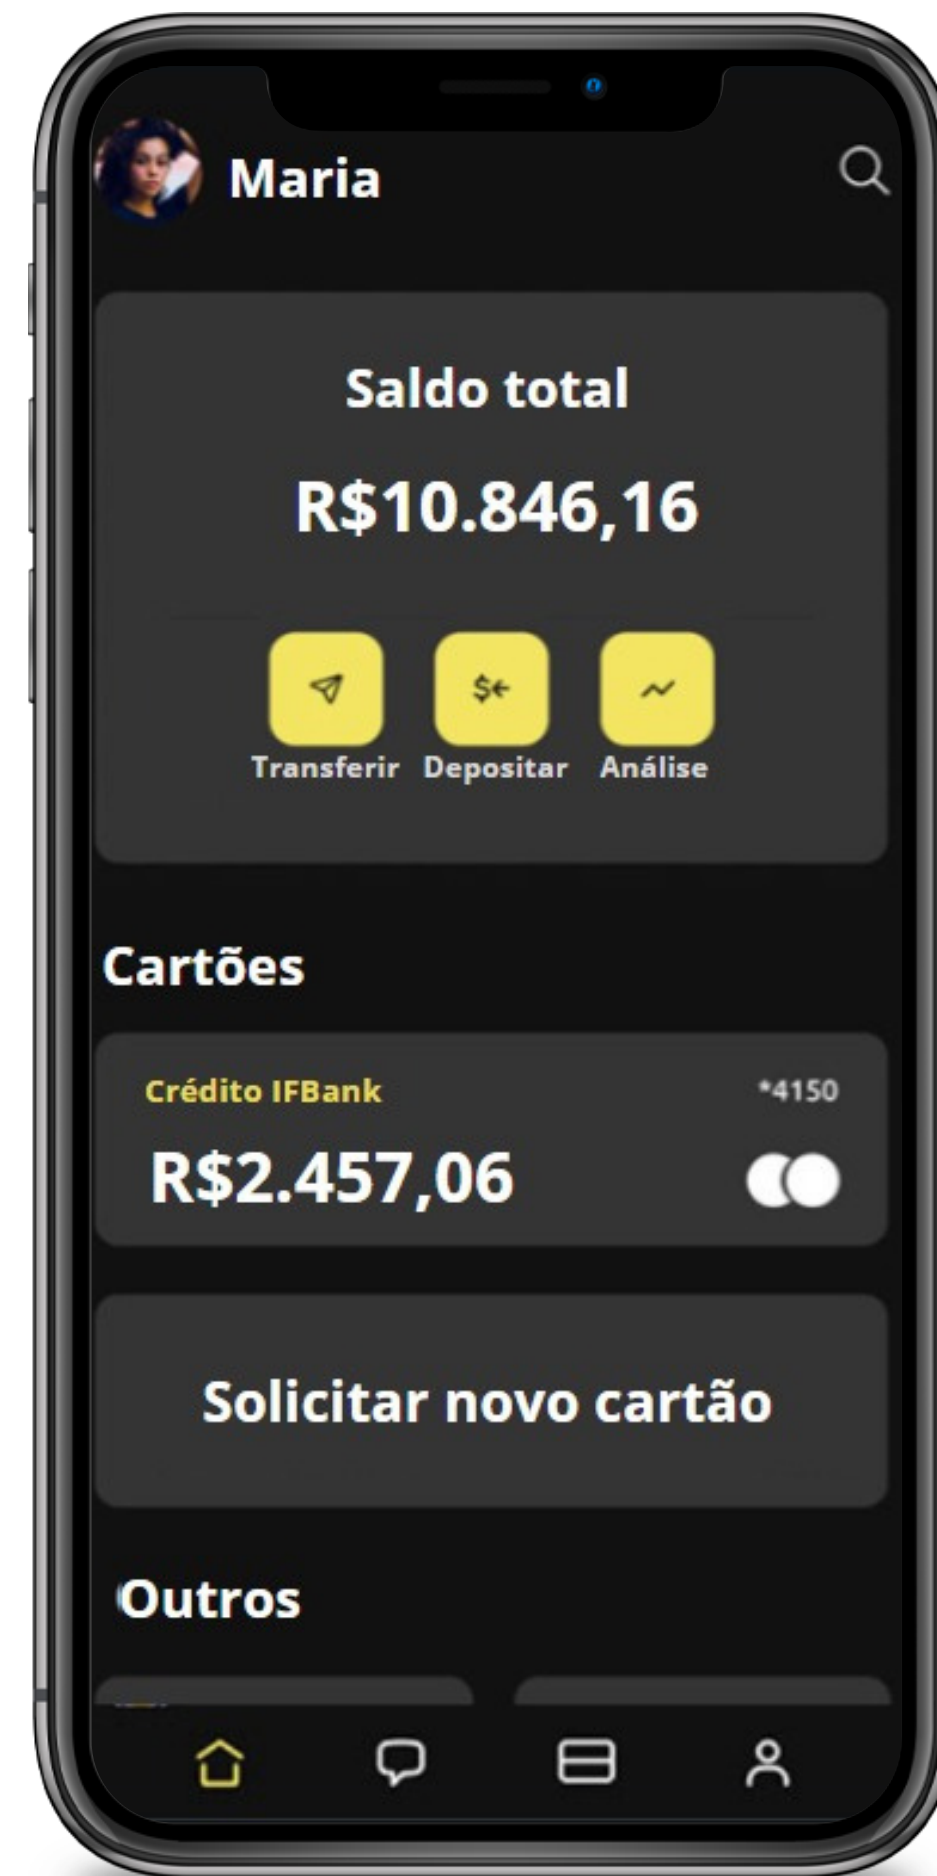 Maria
Saldo total
R$10.846,16
Transferir Depositar Análise
Cartões
Crédito IFBank *4150
R$2.457,06
Solicitar novo cartão
Outros